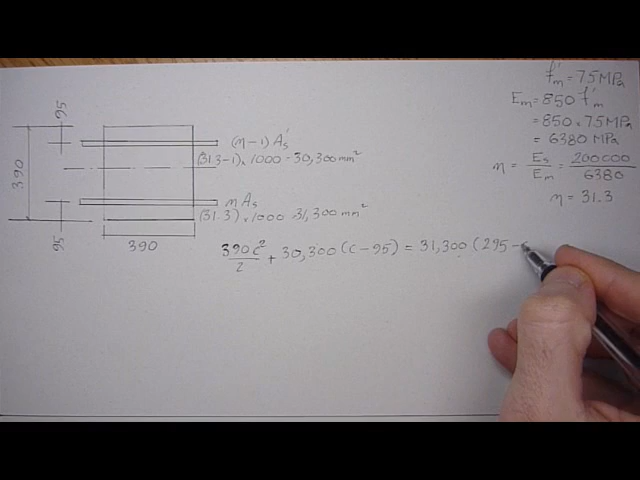 95
390
95
390
(n-1) A's
(31.3-1) × 1000 = 30,300 mm²
n As
(31.3) × 1000 = 31,300 mm²
f'm = 7.5 MPa
Em = 850 f'm
= 850 × 7.5 MPa
= 6380 MPa
n = Es/Em = 200000/6380
n = 31.3
390c²/2 + 30,300 (c-95) = 31,300 (295-c